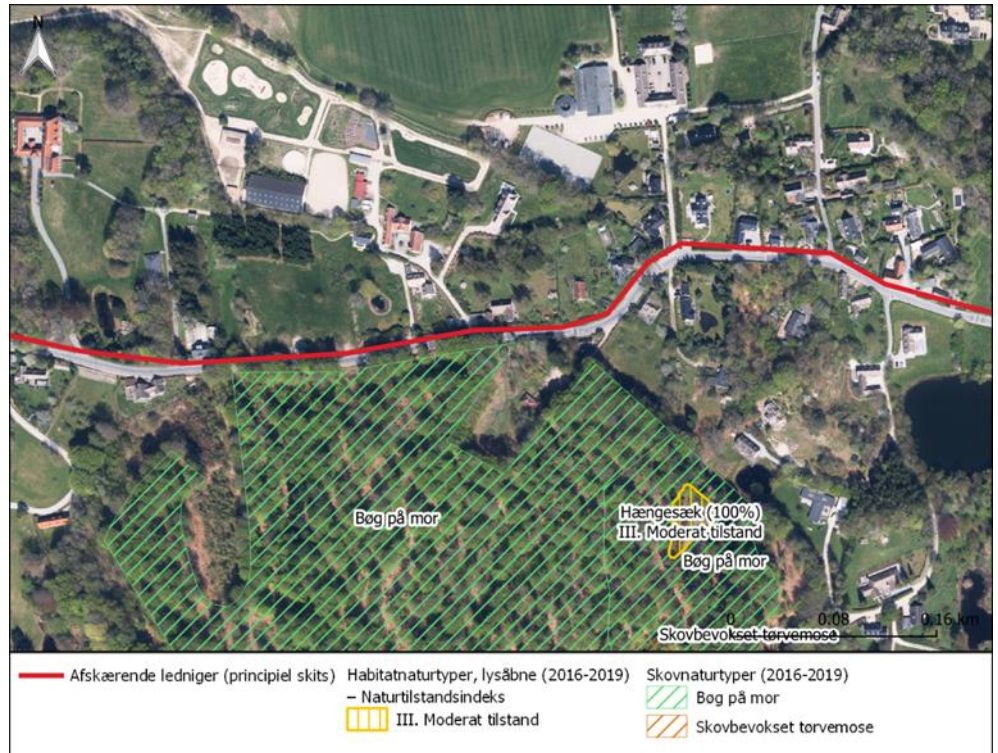 N
Bøg på mor
Hængesæk (100%)
III. Moderat tilstand
Bøg på mor
0 0.08 0.16 km
Skovbevokset tørvemose
Afskærende ledniger (principiel skits)
Habitatnaturtyper, lysåbne (2016-2019)
– Naturtilstandsindeks
III. Moderat tilstand
Skovnaturtyper (2016-2019)
Bøg på mor
Skovbevokset tørvemose